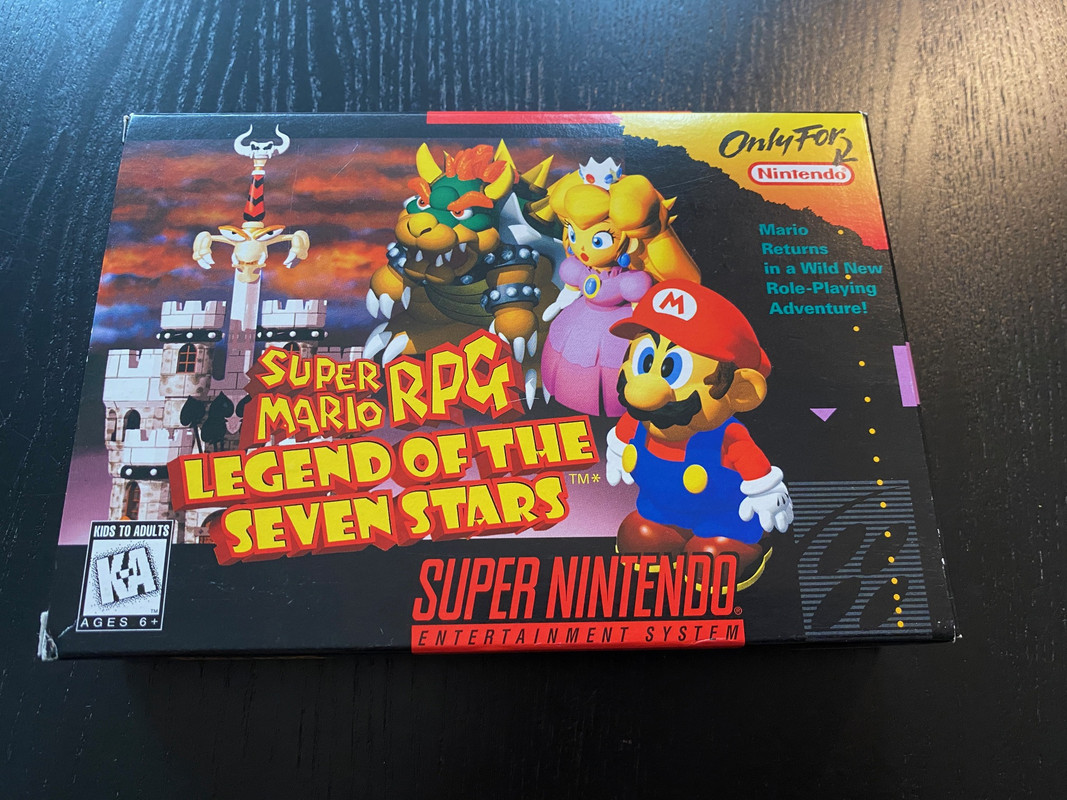 Only For
Nintendo
Mario
Returns
in a Wild New
Role-Playing
Adventure!
M
SUPER
MARIO RPG
LEGEND OF THE
SEVEN STARS ™*
KIDS TO ADULTS
K-A
™
AGES 6+
SUPER NINTENDO®
ENTERTAINMENT SYSTEM